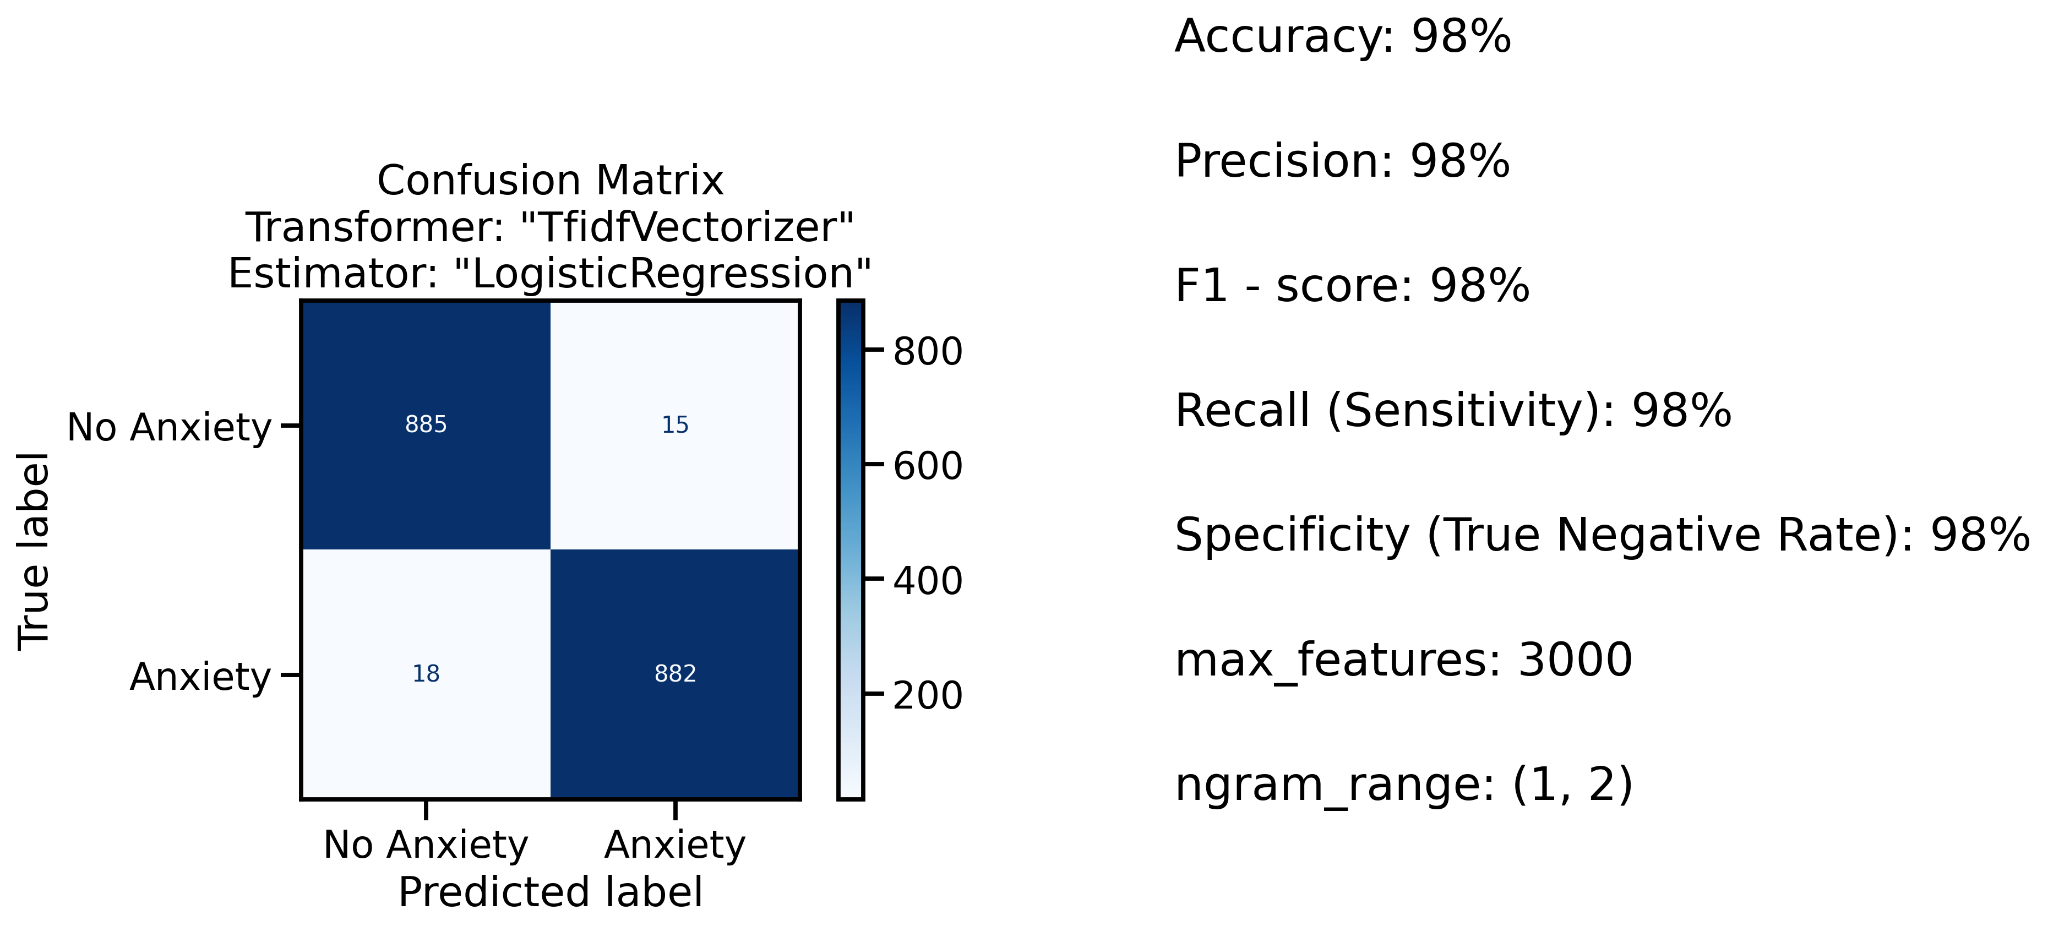 Confusion Matrix
Transformer: "TfidfVectorizer"
Estimator: "LogisticRegression"
True label
No Anxiety
Anxiety
885
15
18
882
No Anxiety
Anxiety
Predicted label
800
600
400
200
Accuracy: 98%
Precision: 98%
F1 - score: 98%
Recall (Sensitivity): 98%
Specificity (True Negative Rate): 98%
max_features: 3000
ngram_range: (1, 2)